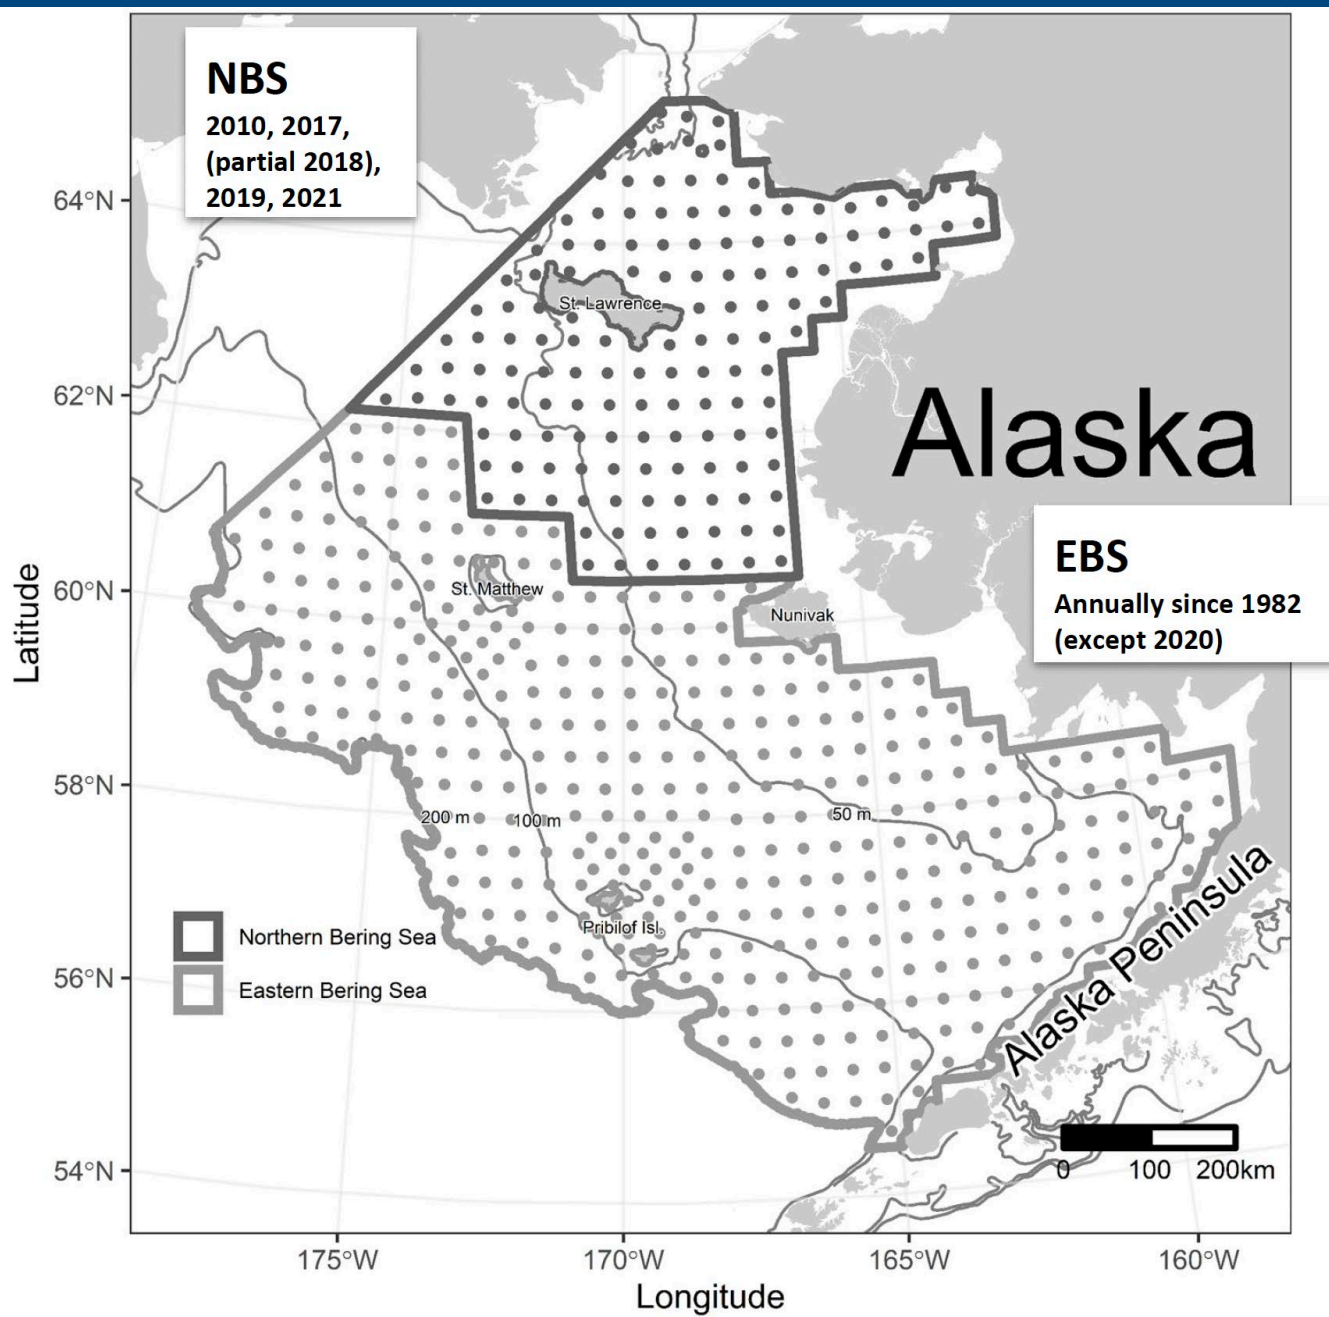 NBS
2010, 2017,
(partial 2018),
2019, 2021
64°N
62°N
60°N
58°N
56°N
54°N
Latitude
St. Lawrence
Alaska
EBS
Annually since 1982
(except 2020)
St. Matthew
Nunivak
200 m
100 m
50 m
Pribilof Isl.
Alaska Peninsula
Northern Bering Sea
Eastern Bering Sea
0 100 200km
175°W 170°W 165°W 160°W
Longitude